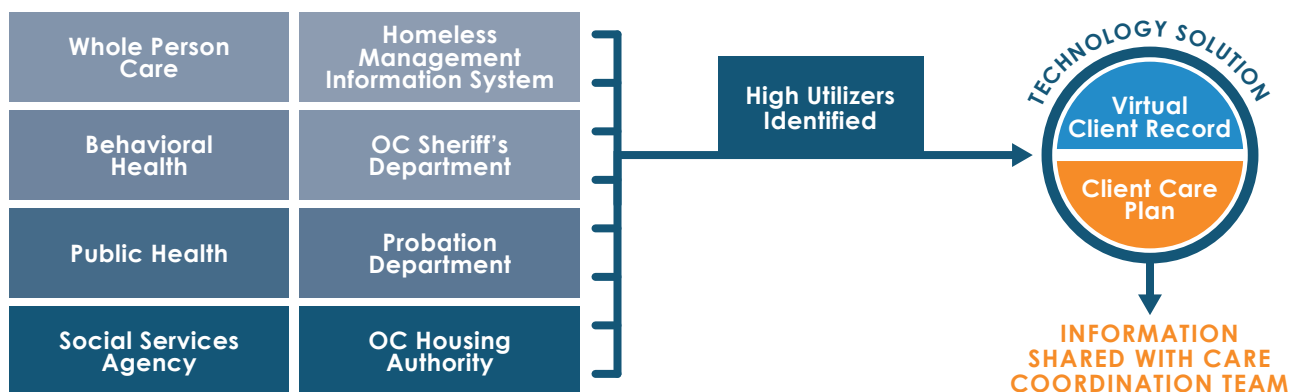 Whole Person
Care
Homeless
Management
Information System
Behavioral
Health
OC Sheriff's
Department
Public Health
Probation
Department
Social Services
Agency
OC Housing
Authority
High Utilizers
Identified
TECHNOLOGY SOLUTION
Virtual
Client Record
Client Care
Plan
INFORMATION
SHARED WITH CARE
COORDINATION TEAM